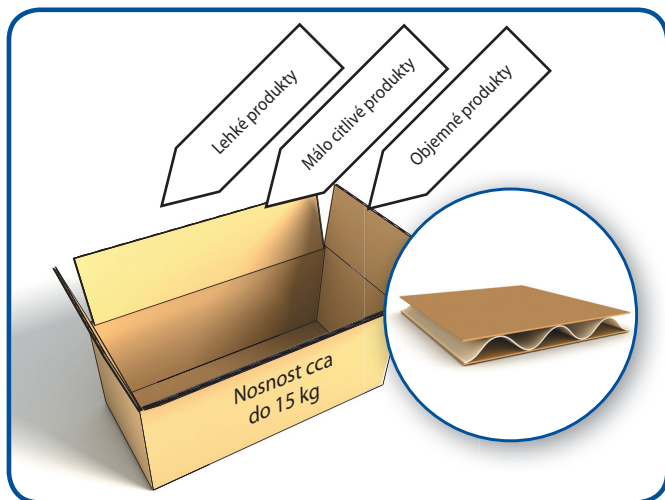 Lehké produkty
Málo citlivé produkty
Objemné produkty
Nosnost cca
do 15 kg